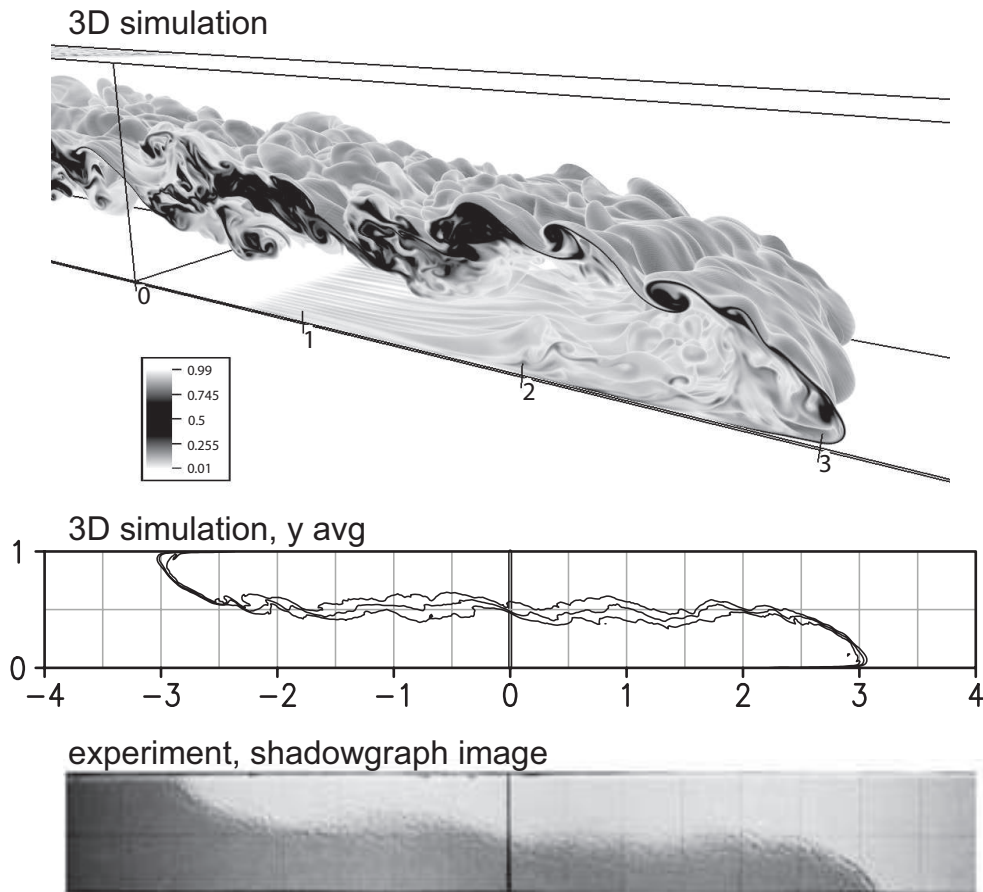 3D simulation
0
1
2
3
0.99
0.745
0.5
0.255
0.01
3D simulation, y avg
1
0
−4 −3 −2 −1 0 1 2 3 4
experiment, shadowgraph image